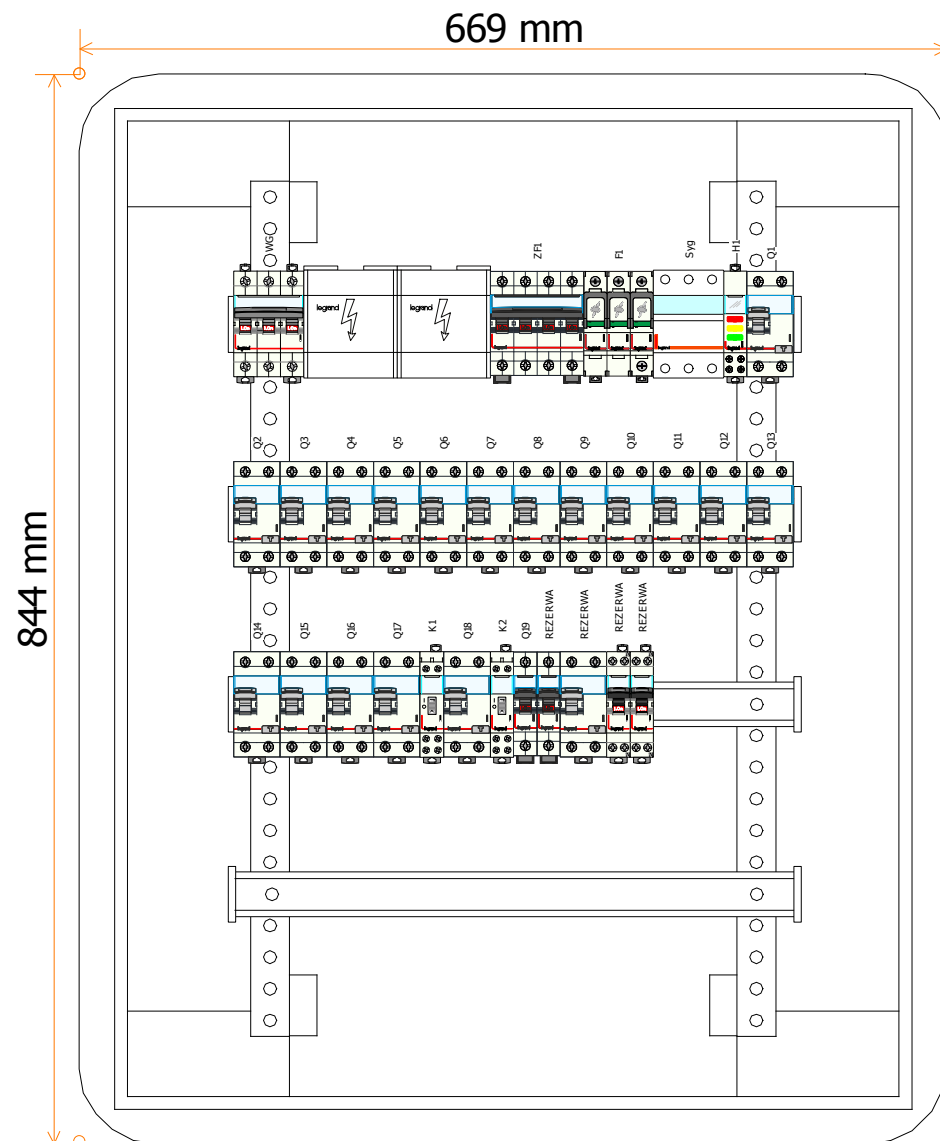 669 mm
844 mm
WG
ZF1
F1
Syg
H1
Q1
legrand
legrand
Q2
Q3
Q4
Q5
Q6
Q7
Q8
Q9
Q10
Q11
Q12
Q13
Q14
Q15
Q16
Q17
K1
Q18
K2
Q19
REZERWA
REZERWA
REZERWA
REZERWA